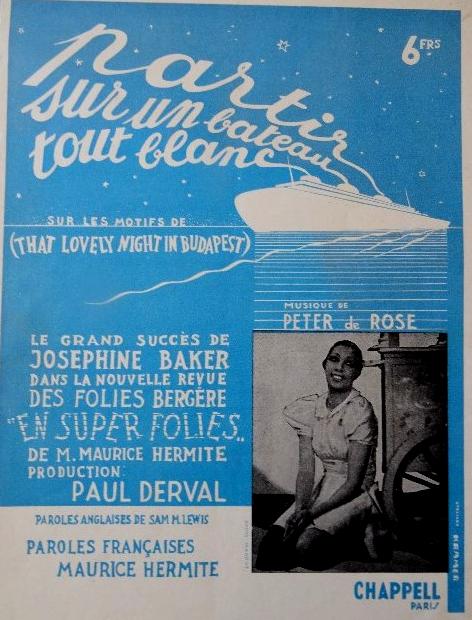 partir
sur un bateau
tout blanc
6 FRS
SUR LES MOTIFS DE
(THAT LOVELY NIGHT IN BUDAPEST)
MUSIQUE DE
PETER de ROSE
LE GRAND SUCCÈS DE
JOSEPHINE BAKER
DANS LA NOUVELLE REVUE
DES FOLIES BERGÈRE
"EN SUPER FOLIES"
DE M. MAURICE HERMITE
PRODUCTION:
PAUL DERVAL
PAROLES ANGLAISES DE SAM M. LEWIS
PAROLES FRANÇAISES
MAURICE HERMITE
CHAPPELL
PARIS